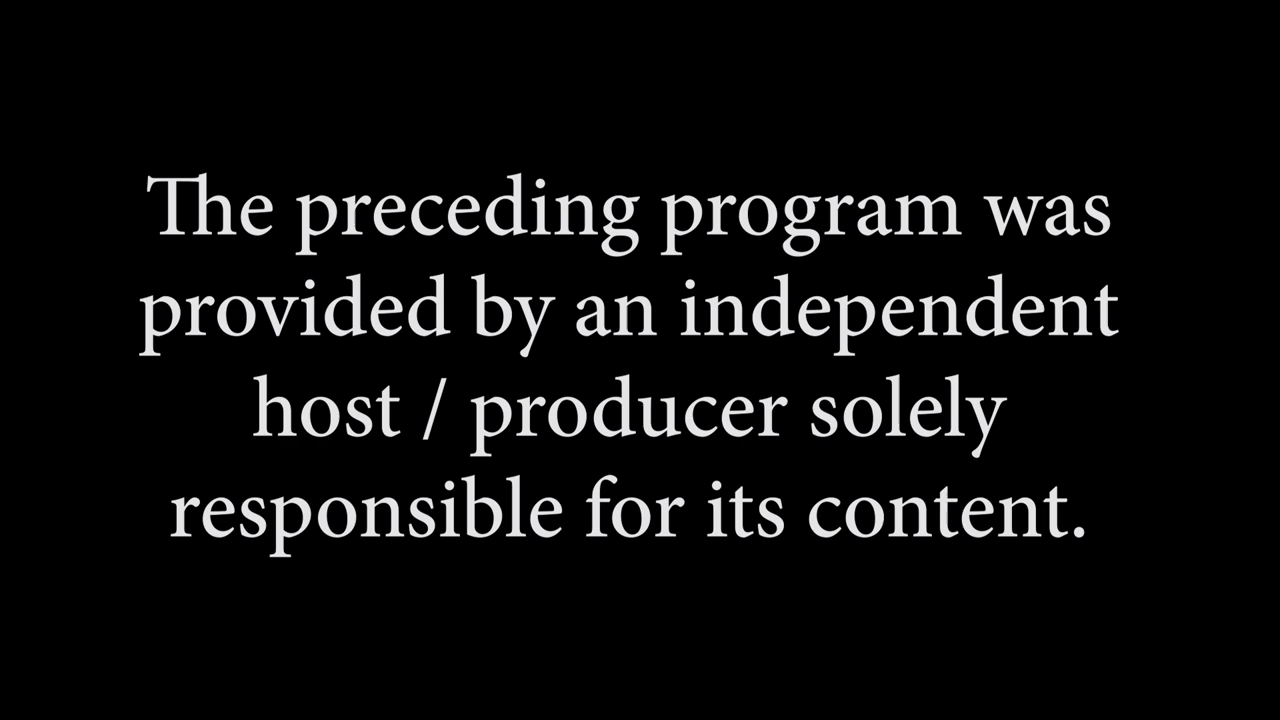 The preceding program was
provided by an independent
host / producer solely
responsible for its content.